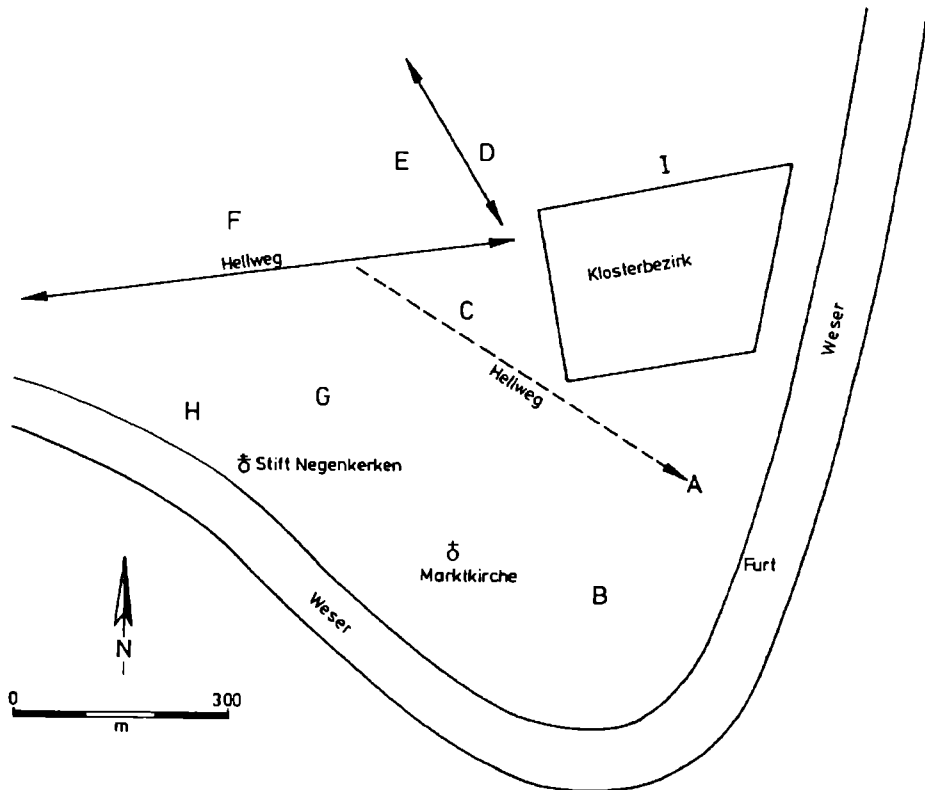 E
D
I
F
Hellweg
Klosterbezirk
C
Weser
Hellweg
H
G
Stift Negenkerken
A
Marktkirche
Furt
B
Weser
N
0 300
m